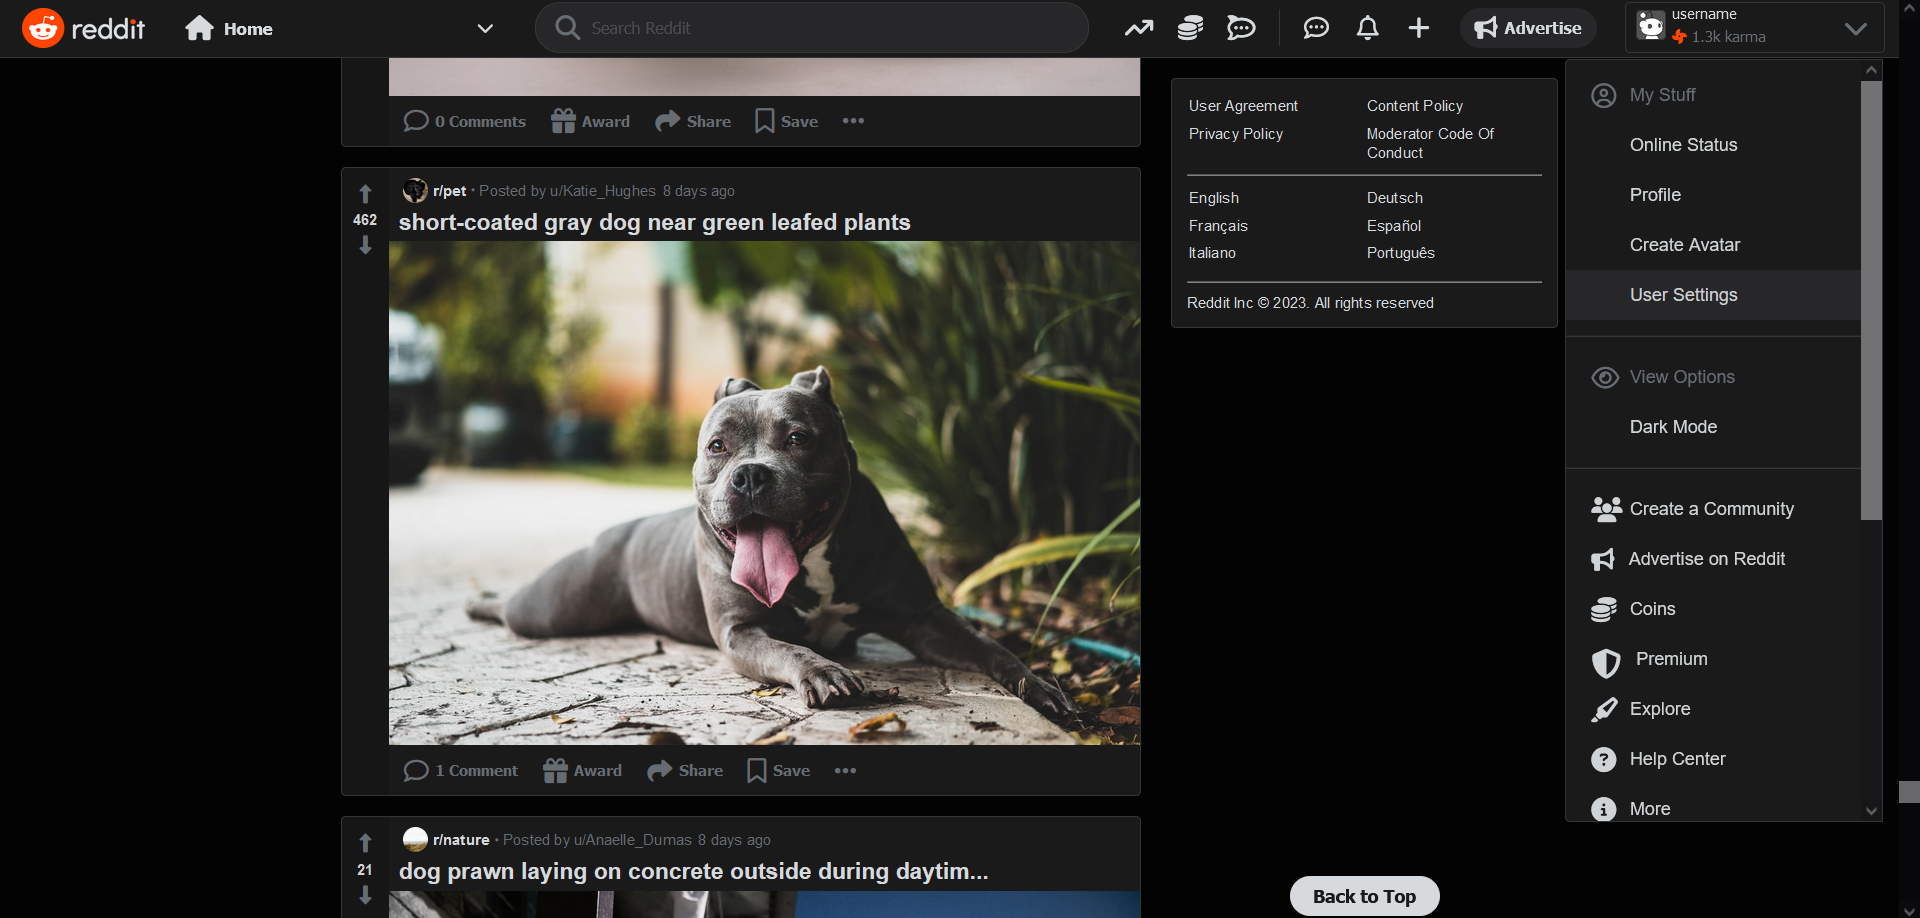 reddit
Home
Search Reddit
Advertise
username
1.3k karma
0 Comments
Award
Share
Save
r/pet • Posted by u/Katie_Hughes 8 days ago
462
short-coated gray dog near green leafed plants
1 Comment
Award
Share
Save
r/nature • Posted by u/Anaelle_Dumas 8 days ago
21
dog prawn laying on concrete outside during daytim...
User Agreement
Content Policy
Privacy Policy
Moderator Code Of
Conduct
English
Deutsch
Français
Español
Italiano
Português
Reddit Inc © 2023. All rights reserved
My Stuff
Online Status
Profile
Create Avatar
User Settings
View Options
Dark Mode
Create a Community
Advertise on Reddit
Coins
Premium
Explore
Help Center
More
Back to Top